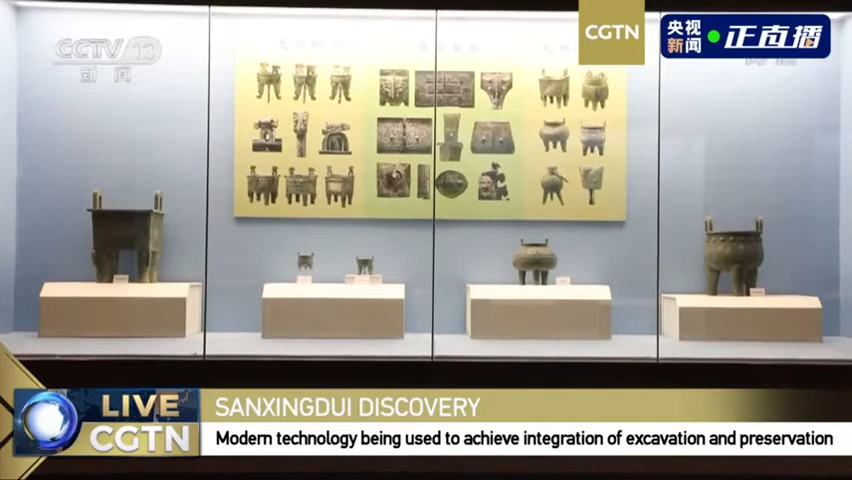 CCTV 13
新闻
CGTN
央视
新闻
正直播
LIVE
CGTN
SANXINGDUI DISCOVERY
Modern technology being used to achieve integration of excavation and preservation